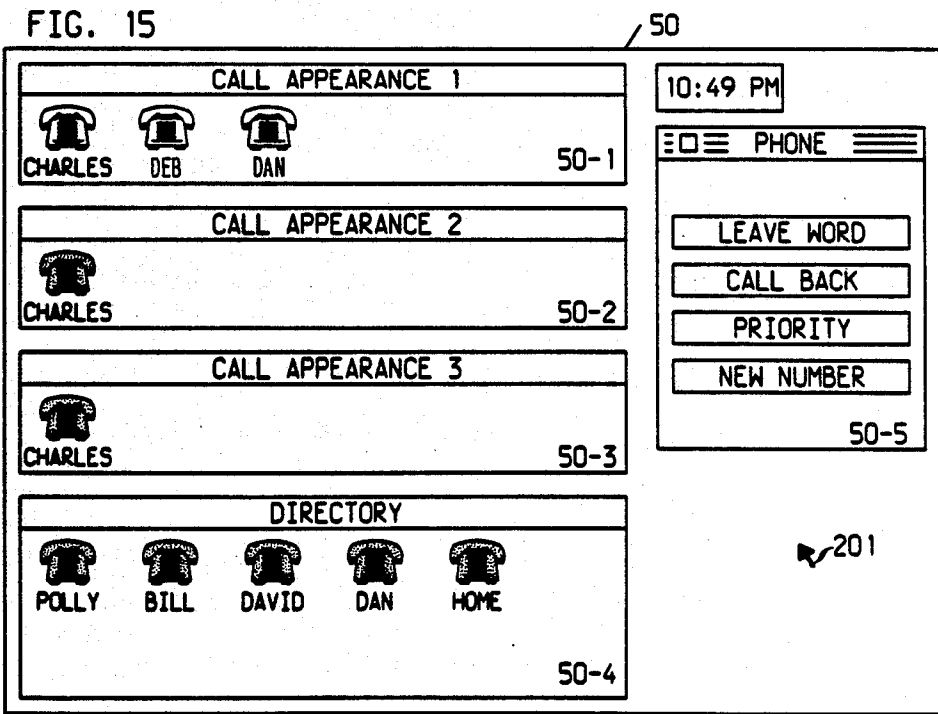 FIG. 15
50
CALL APPEARANCE 1
CHARLES DEB DAN
50-1
CALL APPEARANCE 2
CHARLES
50-2
CALL APPEARANCE 3
CHARLES
50-3
DIRECTORY
POLLY BILL DAVID DAN HOME
50-4
10:49 PM
PHONE
LEAVE WORD
CALL BACK
PRIORITY
NEW NUMBER
50-5
201